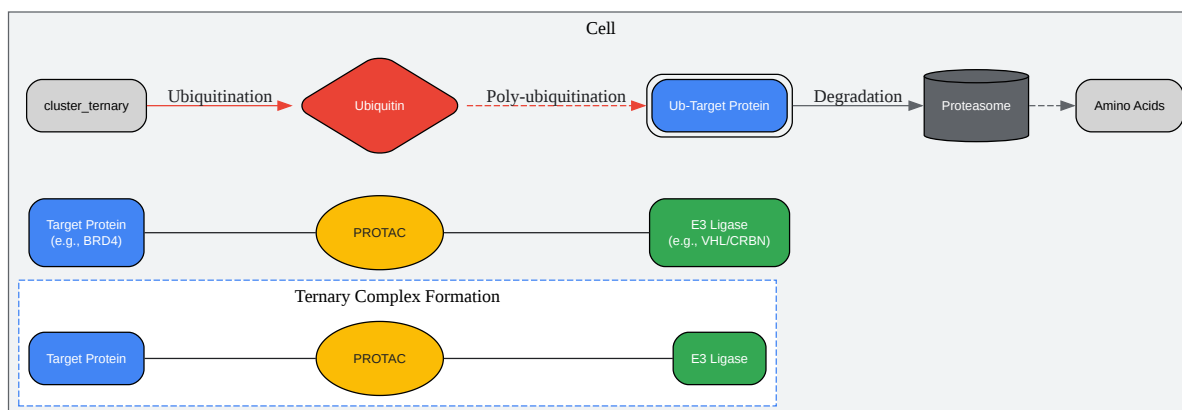 Cell
cluster_ternary
Ubiquitination
Ubiquitin
Poly-ubiquitination
Ub-Target Protein
Degradation
Proteasome
Amino Acids
Target Protein
(e.g., BRD4)
PROTAC
E3 Ligase
(e.g., VHL/CRBN)
Ternary Complex Formation
Target Protein
PROTAC
E3 Ligase